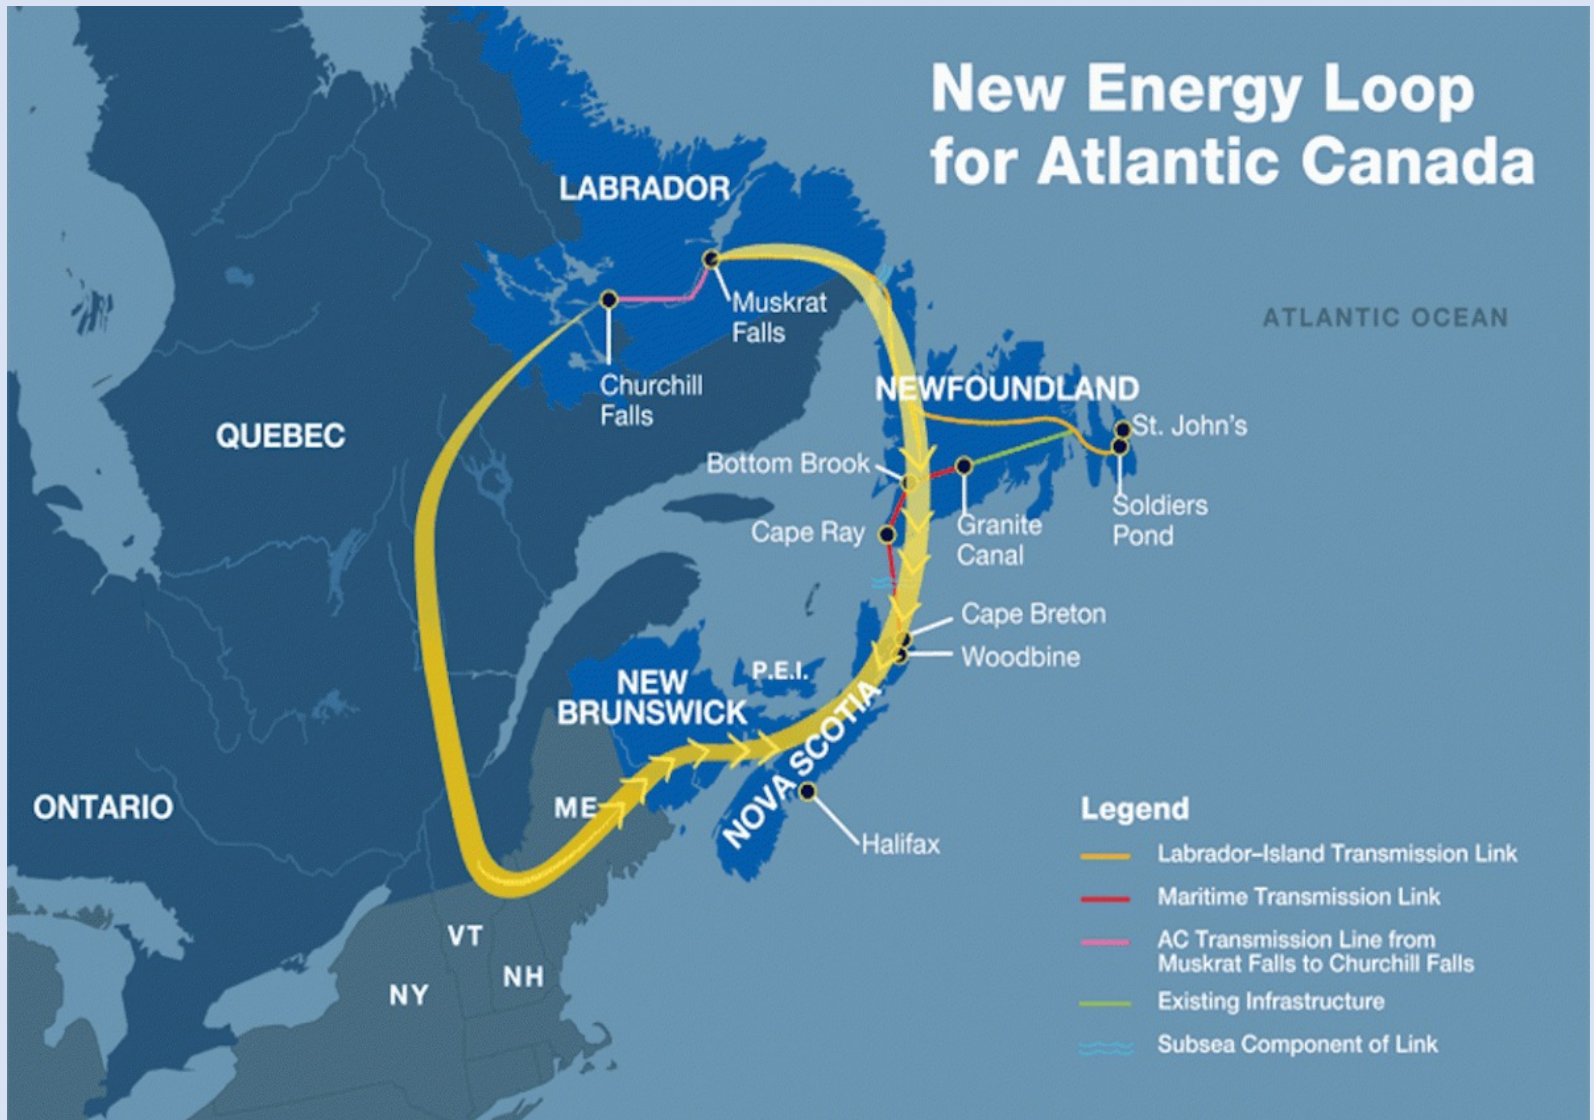 New Energy Loop
for Atlantic Canada
LABRADOR
Muskrat
Falls
ATLANTIC OCEAN
Churchill
Falls
NEWFOUNDLAND
QUEBEC
St. John's
Bottom Brook
Soldiers
Pond
Cape Ray
Granite
Canal
Cape Breton
Woodbine
P.E.I.
NEW
BRUNSWICK
NOVA SCOTIA
ONTARIO
ME
Halifax
VT
NH
NY
Legend
Labrador–Island Transmission Link
Maritime Transmission Link
AC Transmission Line from
Muskrat Falls to Churchill Falls
Existing Infrastructure
Subsea Component of Link